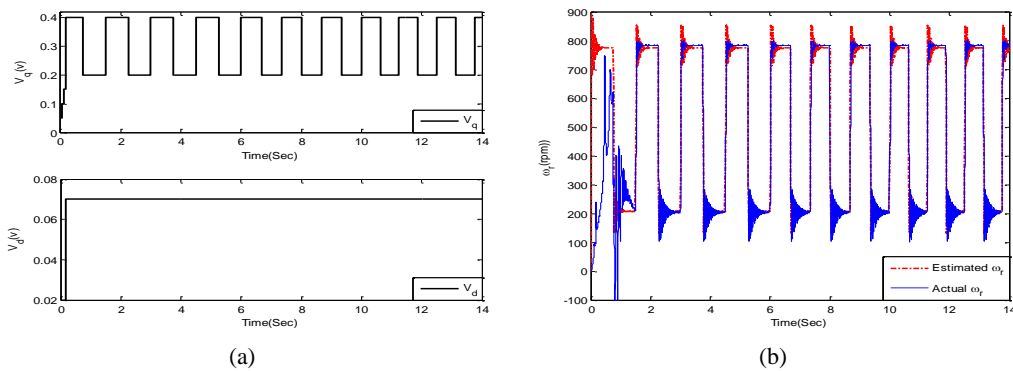 0.4
0.3
0.2
0.1
0
V_q(v)
0 2 4 6 8 10 12 14
Time(Sec)
V_q
0.08
0.06
0.04
0.02
V_d(v)
0 2 4 6 8 10 12 14
Time(Sec)
V_d
(a)
900
800
700
600
500
400
300
200
100
0
-100
ω_r(rpm))
0 2 4 6 8 10 12 14
Time(Sec)
Estimated ω_r
Actual ω_r
(b)